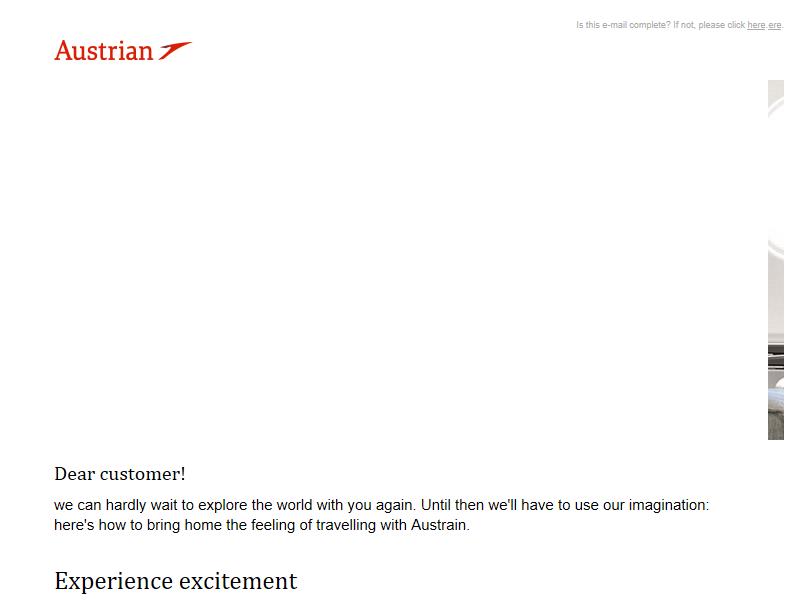 Is this e-mail complete? If not, please click here.ere.
Austrian
Dear customer!
we can hardly wait to explore the world with you again. Until then we'll have to use our imagination:
here's how to bring home the feeling of travelling with Austrain.
Experience excitement